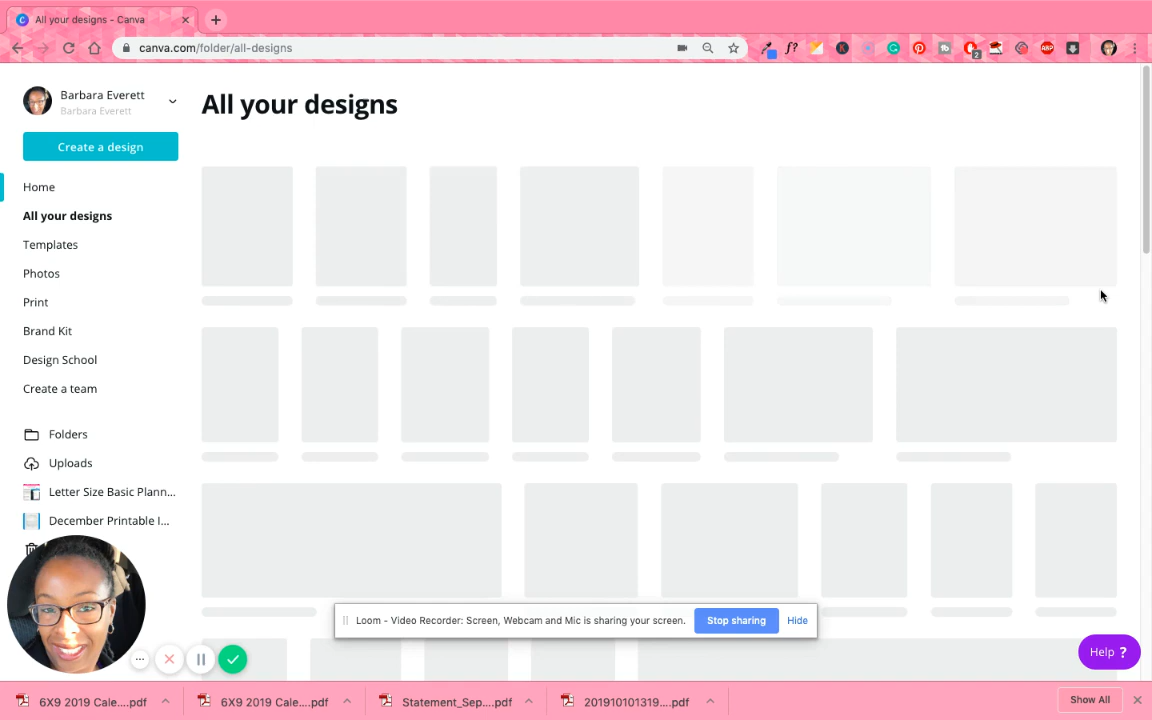 All your designs - Canva
canva.com/folder/all-designs
f?
2
ABP
Barbara Everett
Barbara Everett
Create a design
Home
All your designs
Templates
Photos
Print
Brand Kit
Design School
Create a team
Folders
Uploads
Letter Size Basic Plann...
December Printable I...
All your designs
Loom - Video Recorder: Screen, Webcam and Mic is sharing your screen.
Stop sharing
Hide
Help ?
6X9 2019 Cale....pdf
6X9 2019 Cale....pdf
Statement_Sep....pdf
201910101319....pdf
Show All